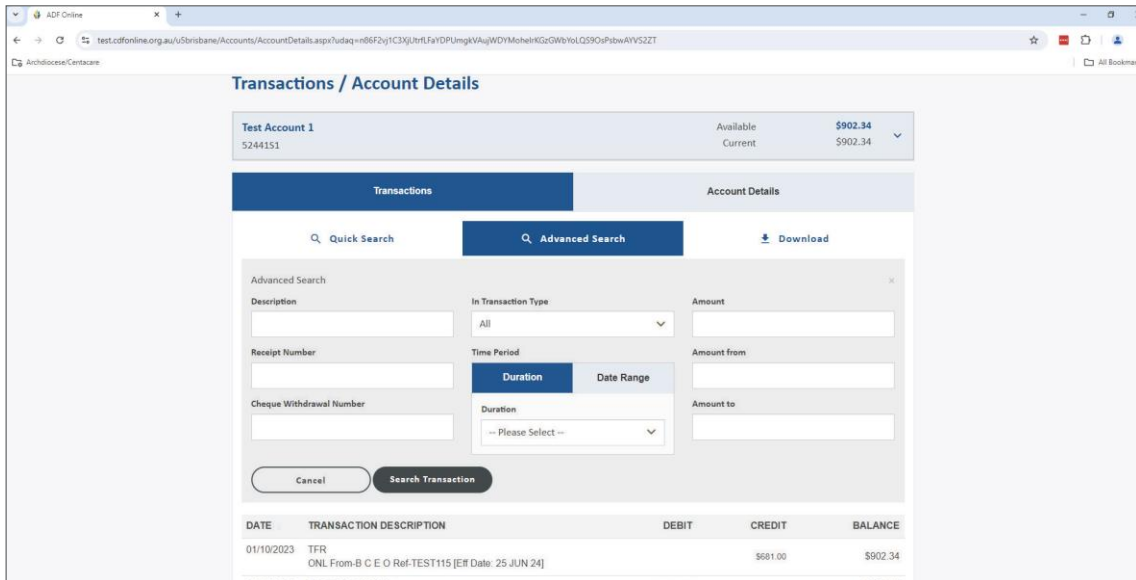 ADF Online
test.cdfonline.org.au/uSbrisbane/Accounts/AccountDetails.aspx?udaq=
Archdiocese/Centacare
All Bookmar
Transactions / Account Details
Test Account 1 Available $902.34
5244151 Current $902.34
Transactions Account Details
Quick Search Advanced Search Download
Advanced Search
Description In Transaction Type Amount
All
Receipt Number Time Period Amount from
Duration Date Range
Cheque Withdrawal Number Duration Amount to
-- Please Select --
Cancel Search Transaction
DATE TRANSACTION DESCRIPTION DEBIT CREDIT BALANCE
01/10/2023 TFR $681.00 $902.34
ONL From-B C E O Ref-TEST115 [Eff Date: 25 JUN 24]